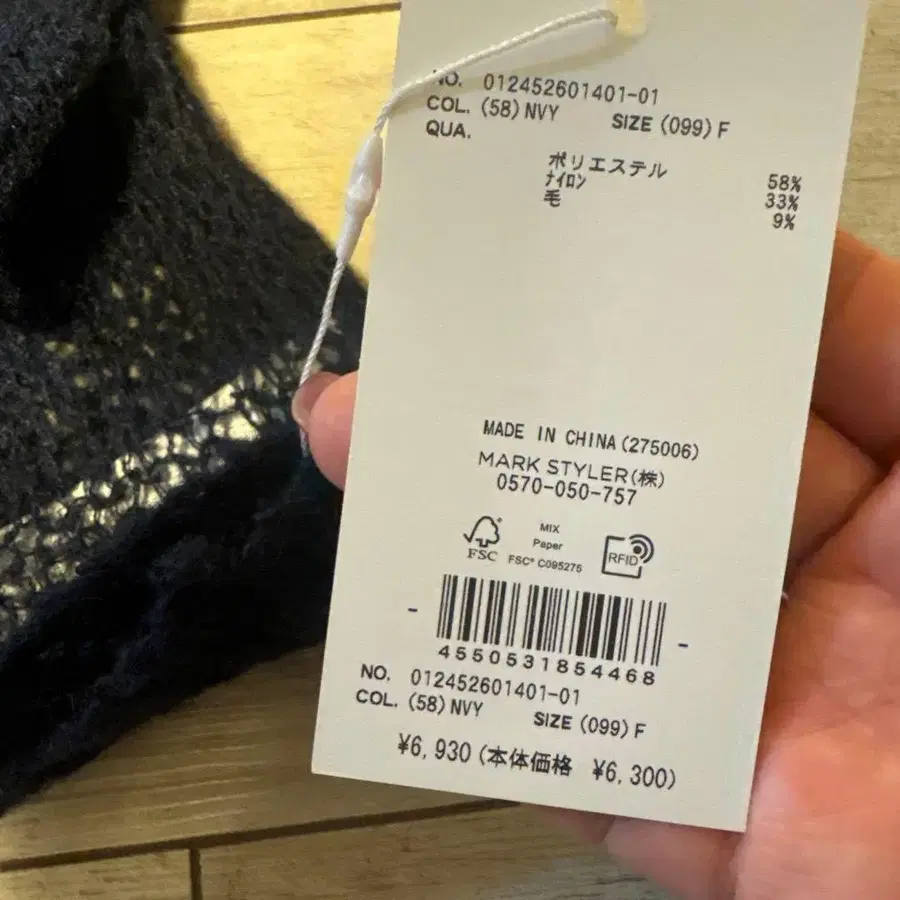 NO. 012452601401-01
COL. (58) NVY SIZE (099) F
QUA.
ポリエステル 58%
ナイロン 33%
毛 9%
MADE IN CHINA (275006)
MARK STYLER(株)
0570-050-757
FSC
MIX
Paper
FSC® C095275
RFID
4550531854468
NO. 012452601401-01
COL. (58) NVY SIZE (099) F
¥6,930 (本体価格 ¥6,300)